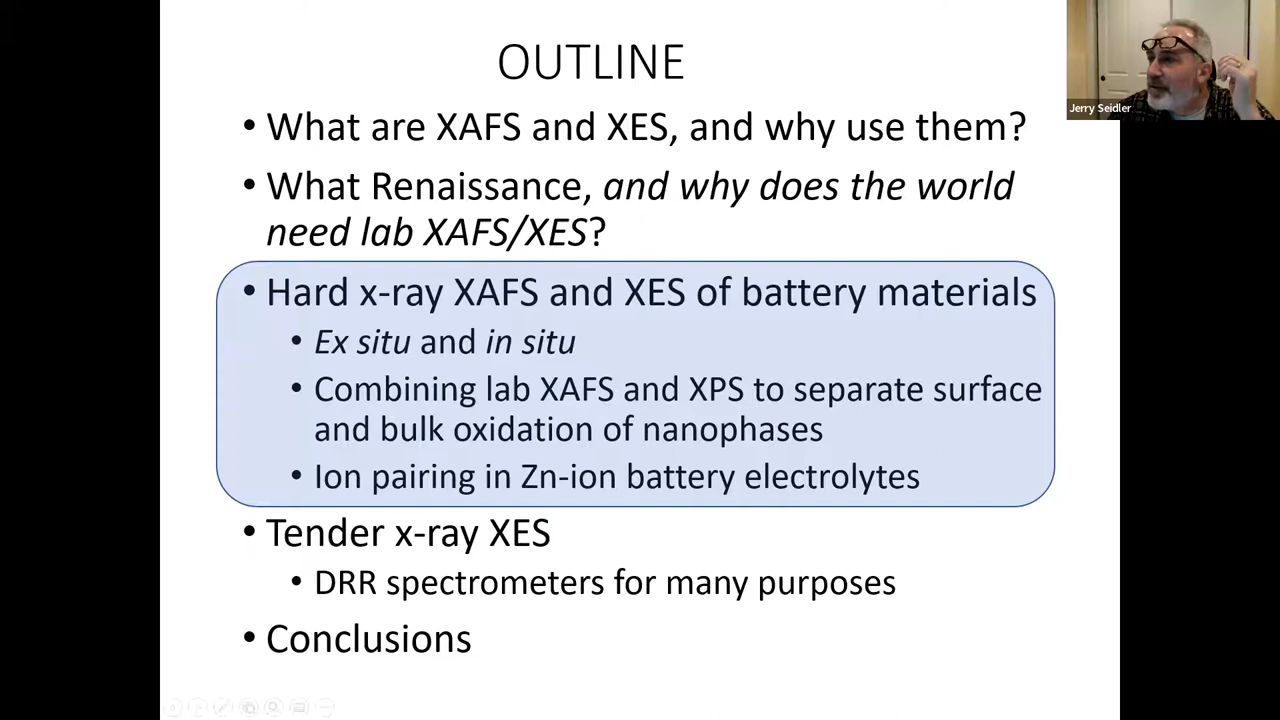 OUTLINE
• What are XAFS and XES, and why use them?
• What Renaissance, and why does the world
need lab XAFS/XES?
• Hard x-ray XAFS and XES of battery materials
• Ex situ and in situ
• Combining lab XAFS and XPS to separate surface
and bulk oxidation of nanophases
• Ion pairing in Zn-ion battery electrolytes
• Tender x-ray XES
• DRR spectrometers for many purposes
• Conclusions
Jerry Seidler